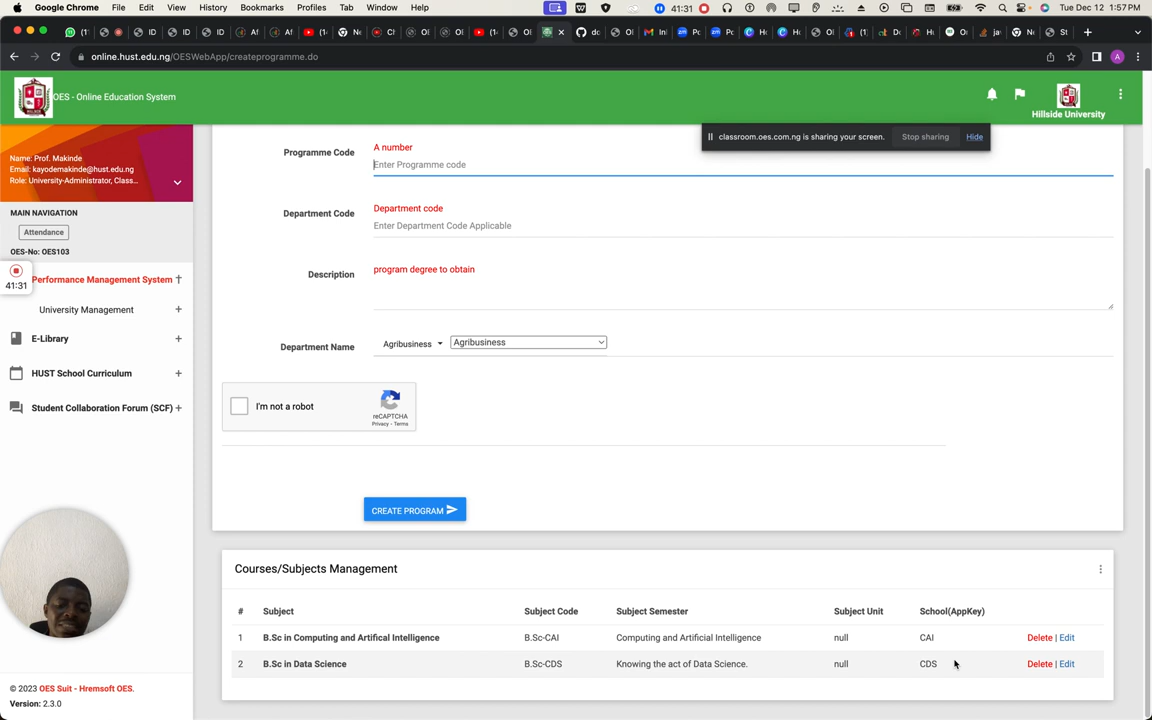 Google Chrome File Edit View History Bookmarks Profiles Tab Window Help 41:31 Tue Dec 12 1:57 PM
online.hust.edu.ng/OESWebApp/createprogramme.do
OES - Online Education System
Hillside University
classroom.oes.com.ng is sharing your screen. Stop sharing Hide
Name: Prof. Makinde
Email: kayodemakinde@hust.edu.ng
Role: University-Administrator, Class...
MAIN NAVIGATION
Attendance
OES-No: OES103
41:31
Performance Management System
University Management
E-Library
HUST School Curriculum
Student Collaboration Forum (SCF)
© 2023 OES Suit - Hremsoft OES.
Version: 2.3.0
Programme Code
A number
Enter Programme code
Department Code
Department code
Enter Department Code Applicable
Description
program degree to obtain
Department Name
Agribusiness Agribusiness
I'm not a robot
reCAPTCHA
Privacy - Terms
CREATE PROGRAM
Courses/Subjects Management
# Subject Subject Code Subject Semester Subject Unit School(AppKey)
1 B.Sc in Computing and Artifical Intelligence B.Sc-CAI Computing and Artificial Intelligence null CAI Delete | Edit
2 B.Sc in Data Science B.Sc-CDS Knowing the act of Data Science. null CDS Delete | Edit